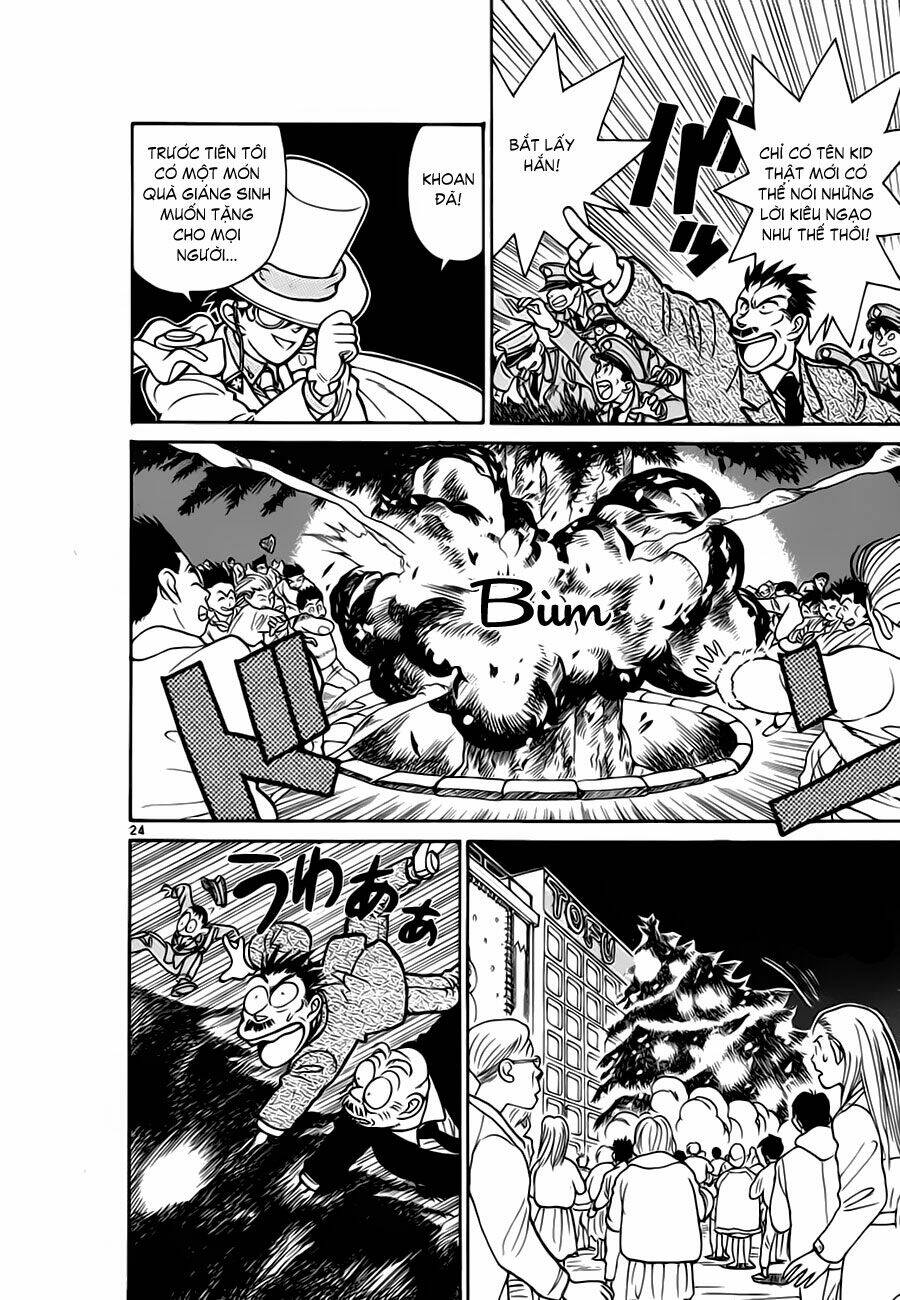 CHỈ CÓ TÊN KID
THẬT MỚI CÓ
THỂ NÓI NHỮNG
LỜI KIÊU NGẠO
NHƯ THẾ THÔI!
BẮT LẤY
HẮN!
KHOAN
ĐÃ!
TRƯỚC TIÊN TÔI
CÓ MỘT MÓN
QUÀ GIÁNG SINH
MUỐN TẶNG
CHO MỌI
NGƯỜI...
Bùm
ドド
24
TOFU
うわあぁ